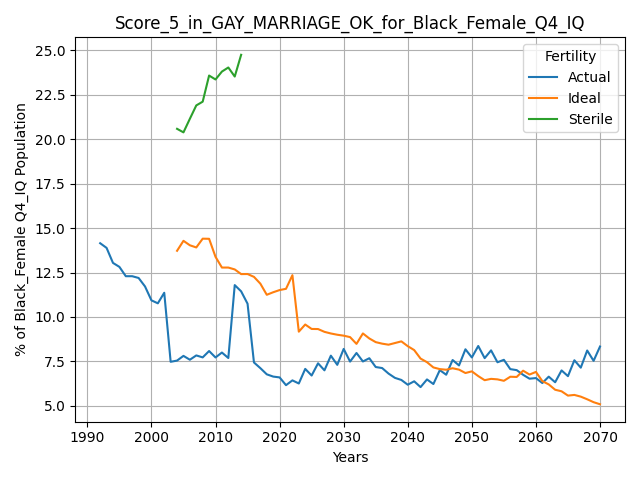 Score_5_in_GAY_MARRIAGE_OK_for_Black_Female_Q4_IQ
% of Black_Female Q4_IQ Population
25.0
22.5
20.0
17.5
15.0
12.5
10.0
7.5
5.0
Fertility
Actual
Ideal
Sterile
1990 2000 2010 2020 2030 2040 2050 2060 2070
Years